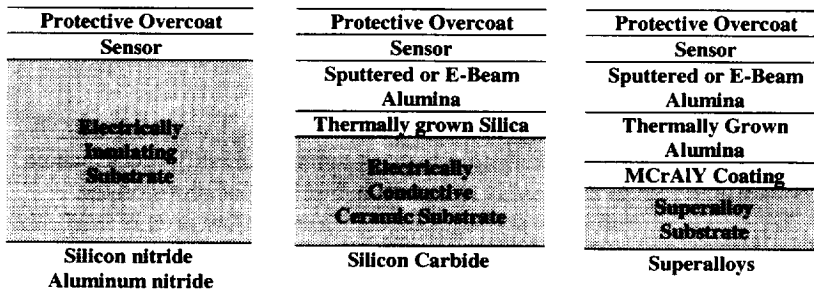 Protective Overcoat
Sensor
Electrically
Insulating
Substrate
Silicon nitride
Aluminum nitride
Protective Overcoat
Sensor
Sputtered or E-Beam
Alumina
Thermally grown Silica
Electrically
Conductive
Ceramic Substrate
Silicon Carbide
Protective Overcoat
Sensor
Sputtered or E-Beam
Alumina
Thermally Grown
Alumina
MCrAlY Coating
Superalloy
Substrate
Superalloys